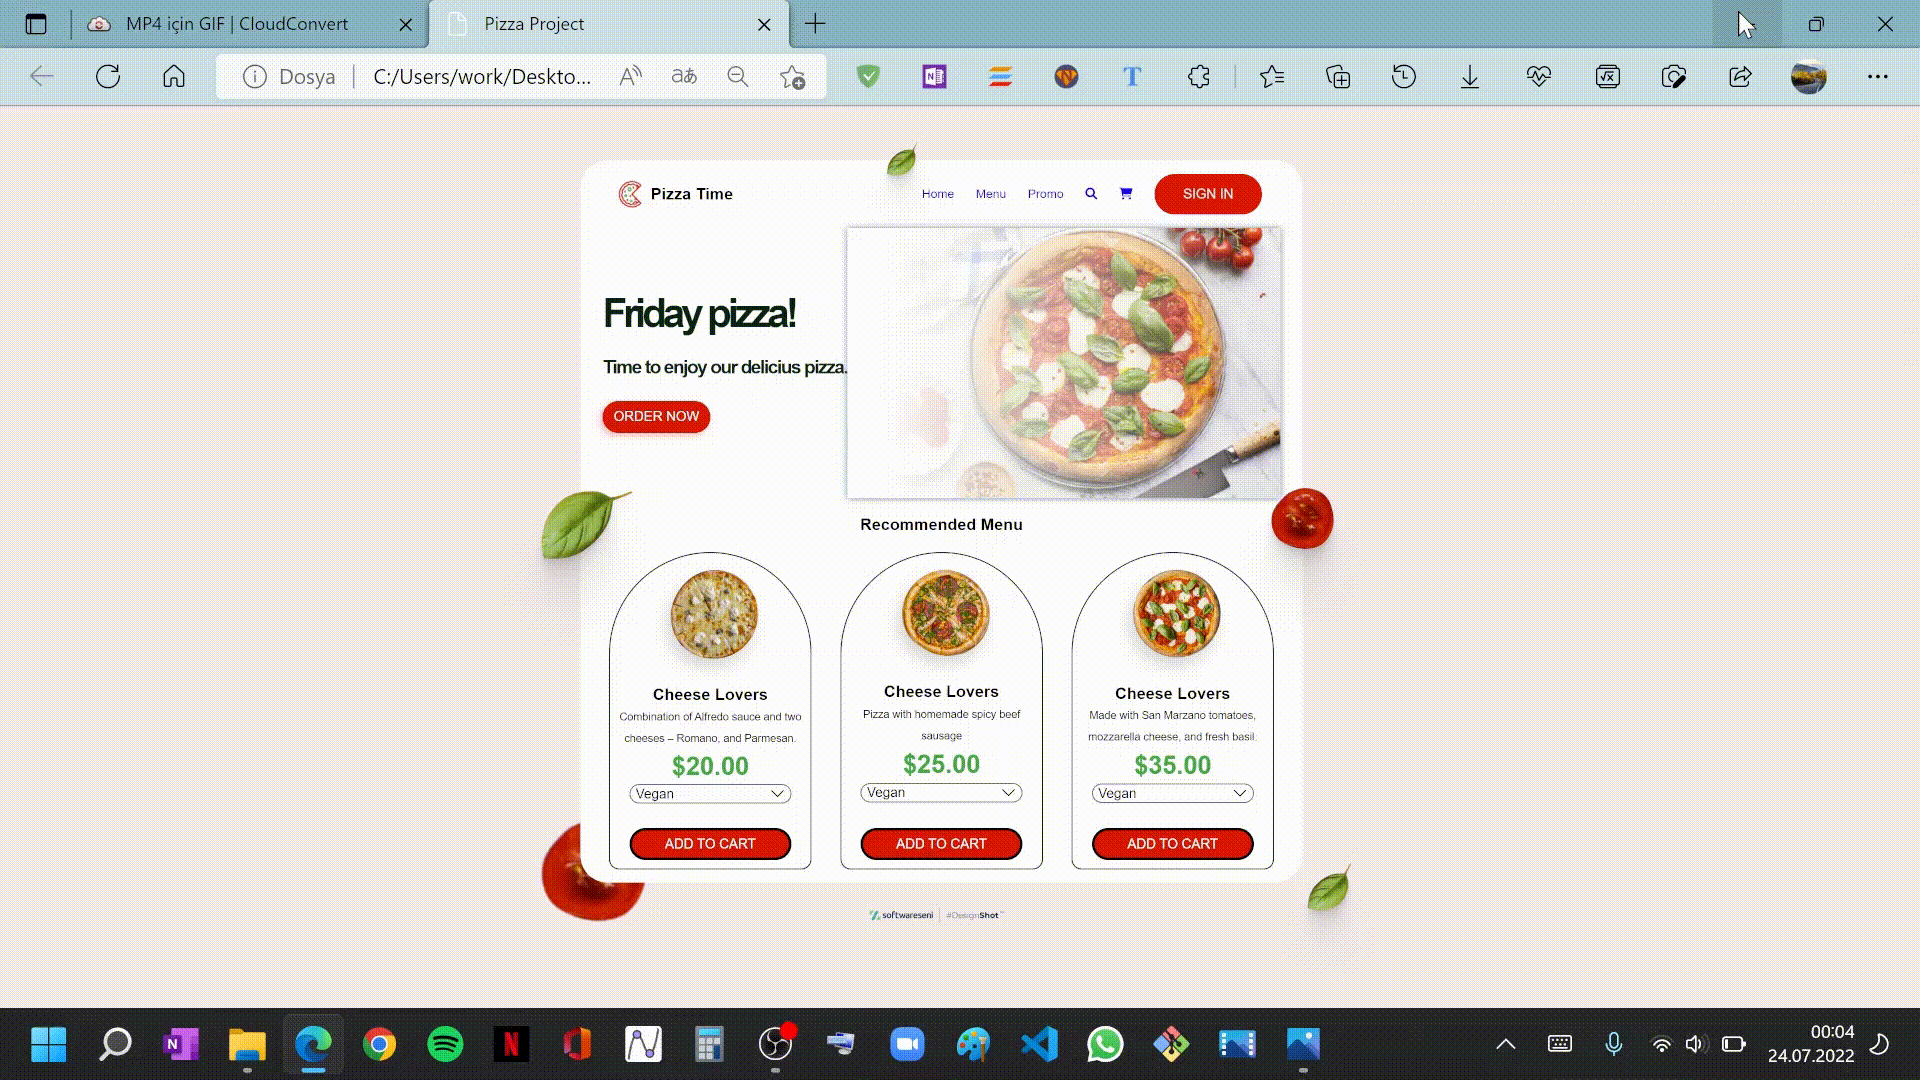 MP4 için GIF | CloudConvert
Pizza Project
Dosya
C:/Users/work/Deskto...
Pizza Time
Home
Menu
Promo
SIGN IN
Friday pizza!
Time to enjoy our delicius pizza.
ORDER NOW
Recommended Menu
Cheese Lovers
Combination of Alfredo sauce and two
cheeses – Romano, and Parmesan.
$20.00
Vegan
ADD TO CART
Cheese Lovers
Pizza with homemade spicy beef
sausage
$25.00
Vegan
ADD TO CART
Cheese Lovers
Made with San Marzano tomatoes,
mozzarella cheese, and fresh basil.
$35.00
Vegan
ADD TO CART
softwareseni
#DesignShot
00:04
24.07.2022